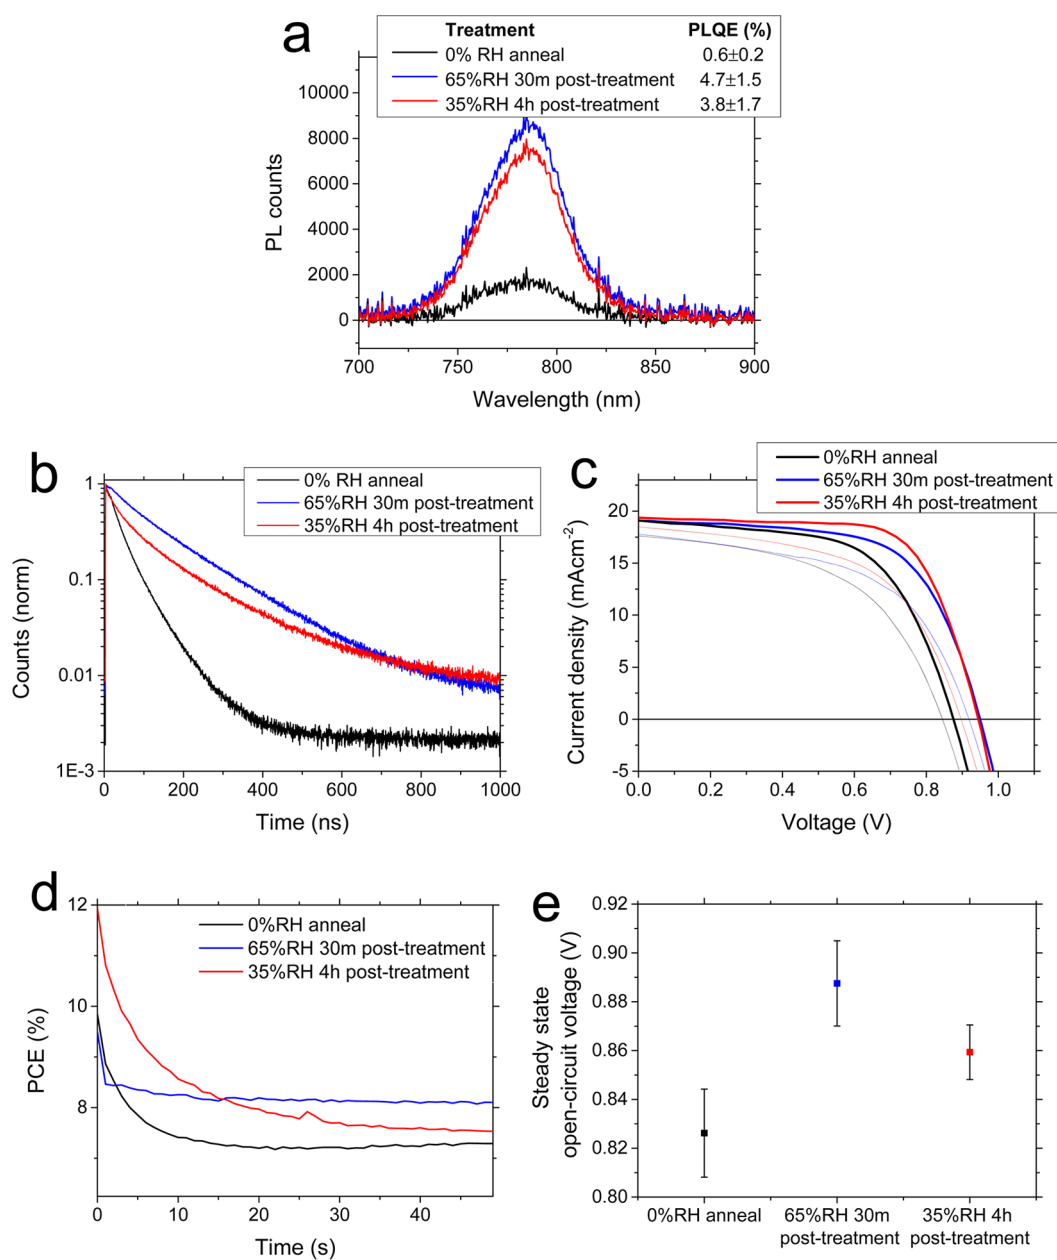 a
Treatment PLQE (%)
0% RH anneal 0.6±0.2
65%RH 30m post-treatment 4.7±1.5
35%RH 4h post-treatment 3.8±1.7
10000
8000
6000
4000
2000
0
PL counts
700 750 800 850 900
Wavelength (nm)
b
0% RH anneal
65%RH 30m post-treatment
35%RH 4h post-treatment
1
0.1
0.01
1E-3
Counts (norm)
0 200 400 600 800 1000
Time (ns)
c
0%RH anneal
65%RH 30m post-treatment
35%RH 4h post-treatment
20
15
10
5
0
-5
Current density (mAcm⁻²)
0.0 0.2 0.4 0.6 0.8 1.0
Voltage (V)
d
0%RH anneal
65%RH 30m post-treatment
35%RH 4h post-treatment
12
10
8
PCE (%)
0 10 20 30 40
Time (s)
e
0.92
0.90
0.88
0.86
0.84
0.82
0.80
Steady state
open-circuit voltage (V)
0%RH anneal 65%RH 30m 35%RH 4h
post-treatment post-treatment